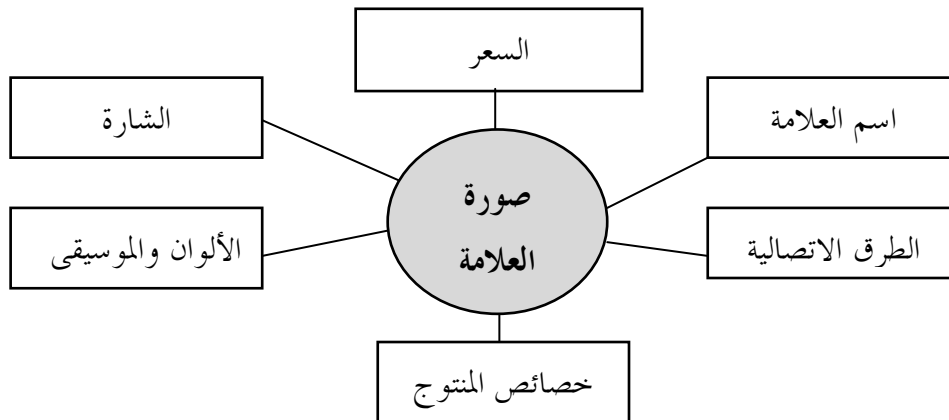 السعر
اسم العلامة
الشارة
صورة
العلامة
الطرق الاتصالية
الألوان والموسيقى
خصائص المنتوج